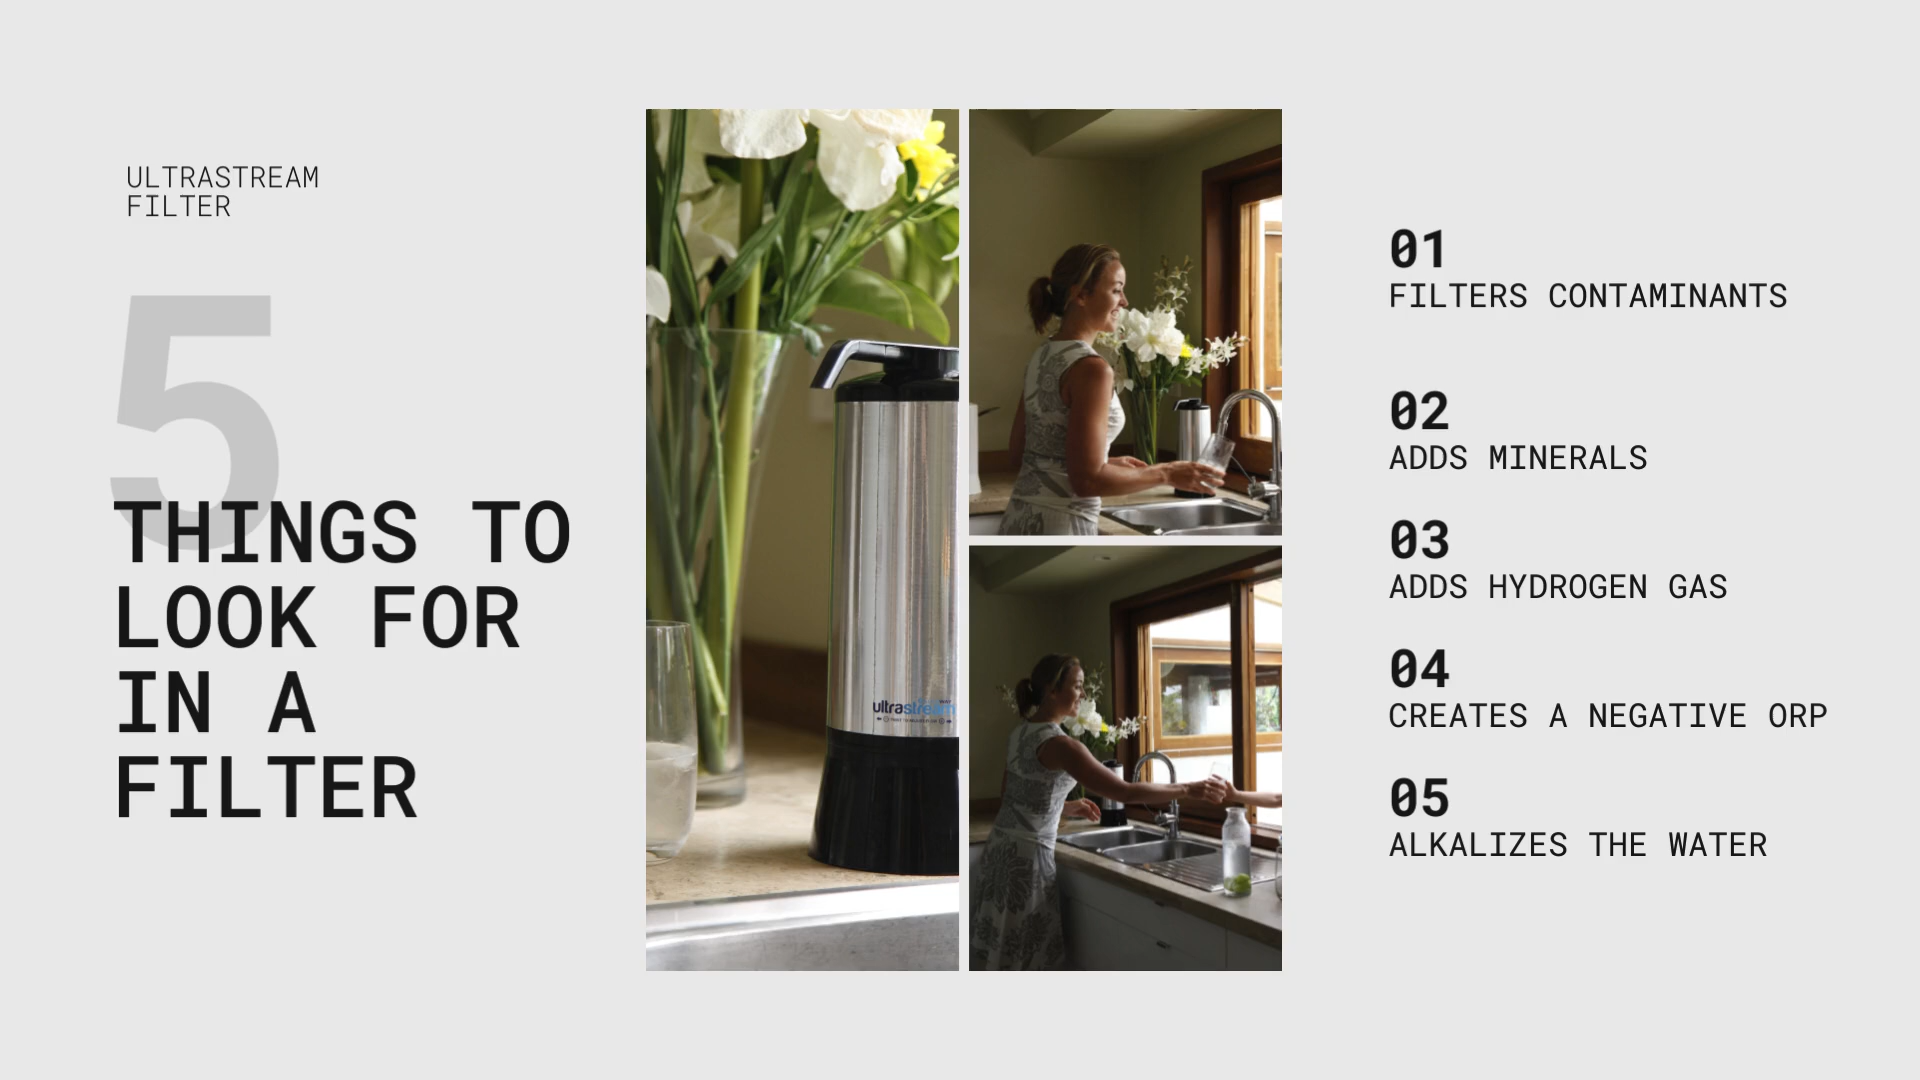 ULTRASTREAM
FILTER
5
THINGS TO
LOOK FOR
IN A
FILTER
ultrastream
01
FILTERS CONTAMINANTS
02
ADDS MINERALS
03
ADDS HYDROGEN GAS
04
CREATES A NEGATIVE ORP
05
ALKALIZES THE WATER